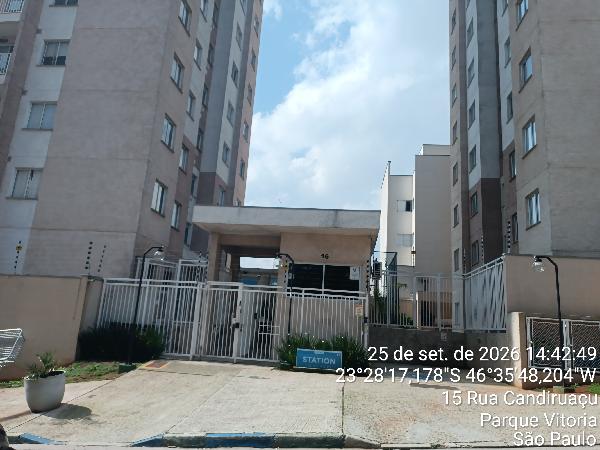 16
STATION
25 de set. de 2026 14:42:49
23°28'17,178"S 46°35'48,204"W
15 Rua Candiruaçu
Parque Vitoria
São Paulo